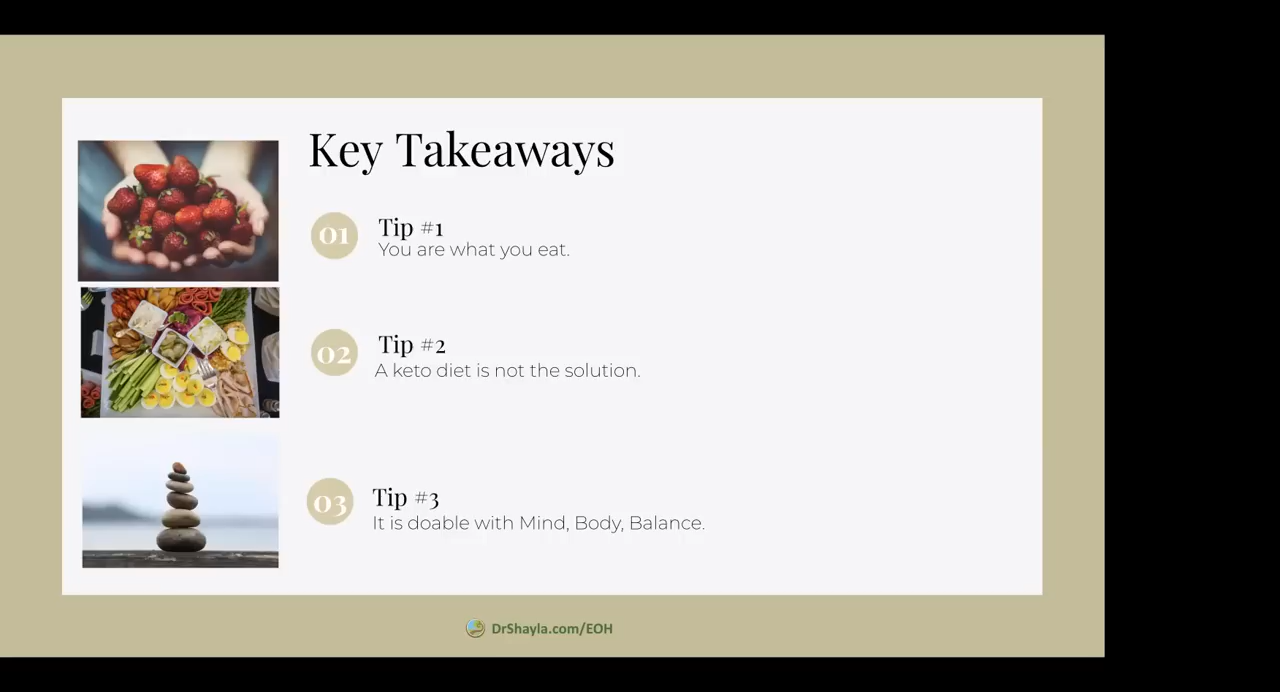 Key Takeaways
01
Tip #1
You are what you eat.
02
Tip #2
A keto diet is not the solution.
03
Tip #3
It is doable with Mind, Body, Balance.
DrShayla.com/EOH